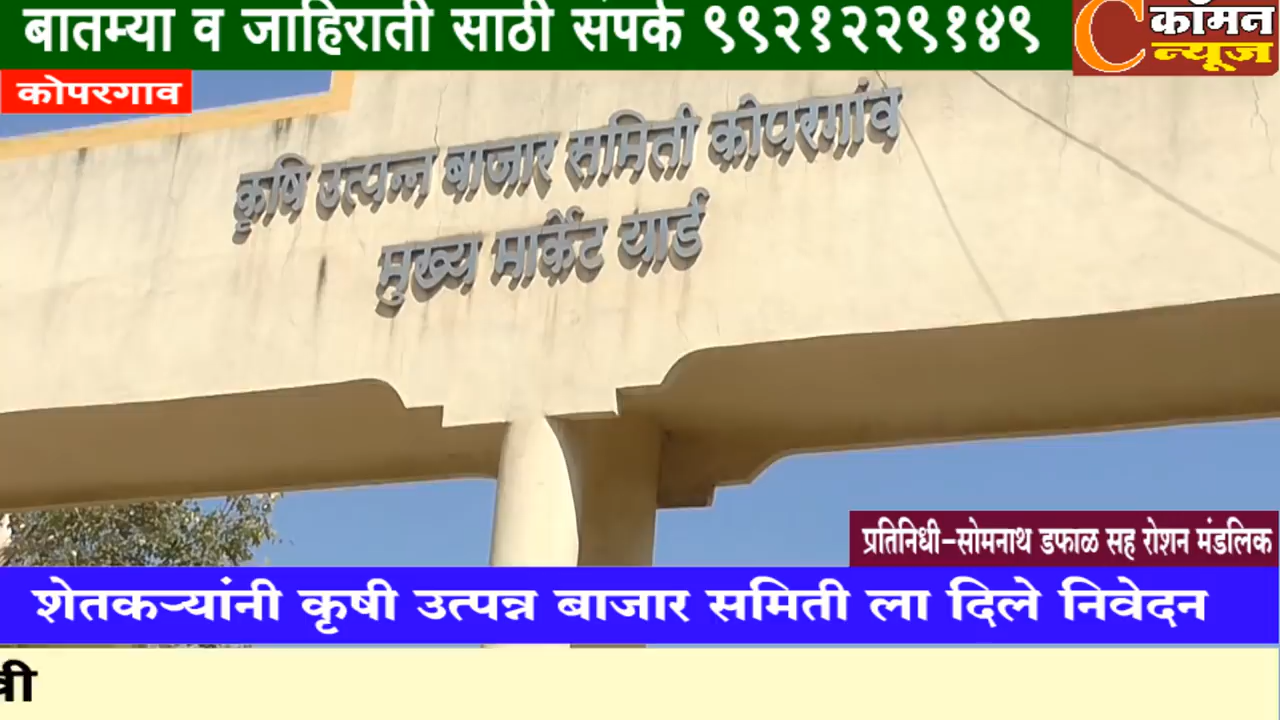 बातम्या व जाहिराती साठी संपर्क ९९२१२२९१४९
कॉमन
न्यूज
कोपरगाव
कृषि उत्पन्न बाजार समिती कोपरगांव
मुख्य मार्केट यार्ड
प्रतिनिधी-सोमनाथ डफाळ सह रोशन मंडलिक
शेतकऱ्यांनी कृषी उत्पन्न बाजार समिती ला दिले निवेदन